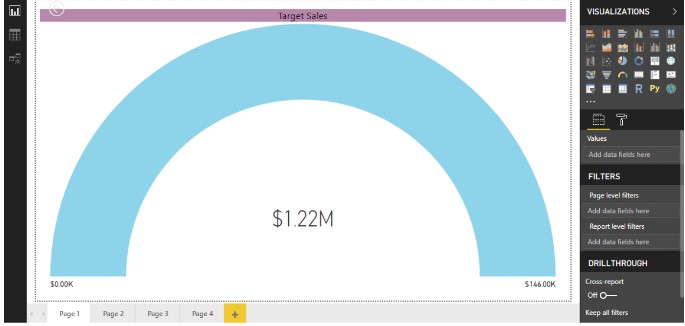 Target Sales
$1.22M
$0.00K
$146.00K
Page 1
Page 2
Page 3
Page 4
+
VISUALIZATIONS
R
Py
...
Values
Add data fields here
FILTERS
Page level filters
Add data fields here
Report level filters
Add data fields here
DRILLTHROUGH
Cross-report
Off
Keep all filters